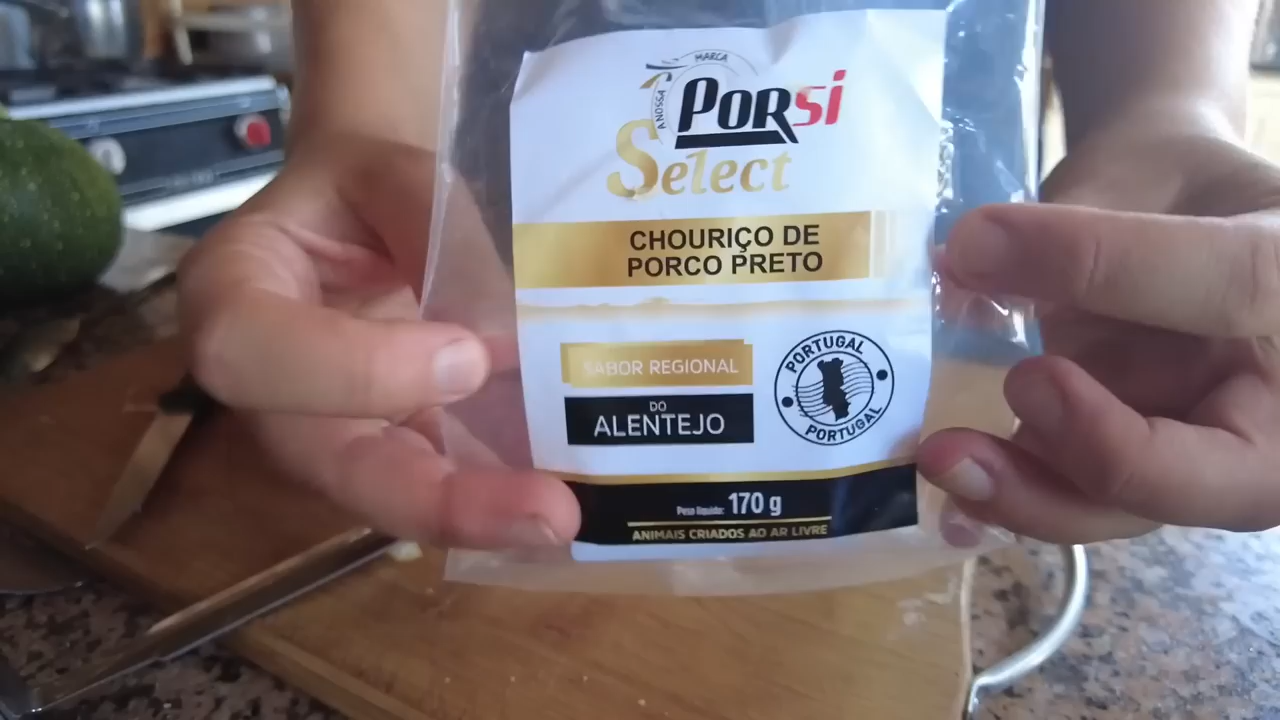 A NOSSA MARCA
PORSI
Select
CHOURIÇO DE
PORCO PRETO
SABOR REGIONAL
DO
ALENTEJO
PORTUGAL
PORTUGAL
Peso líquido: 170 g
ANIMAIS CRIADOS AO AR LIVRE